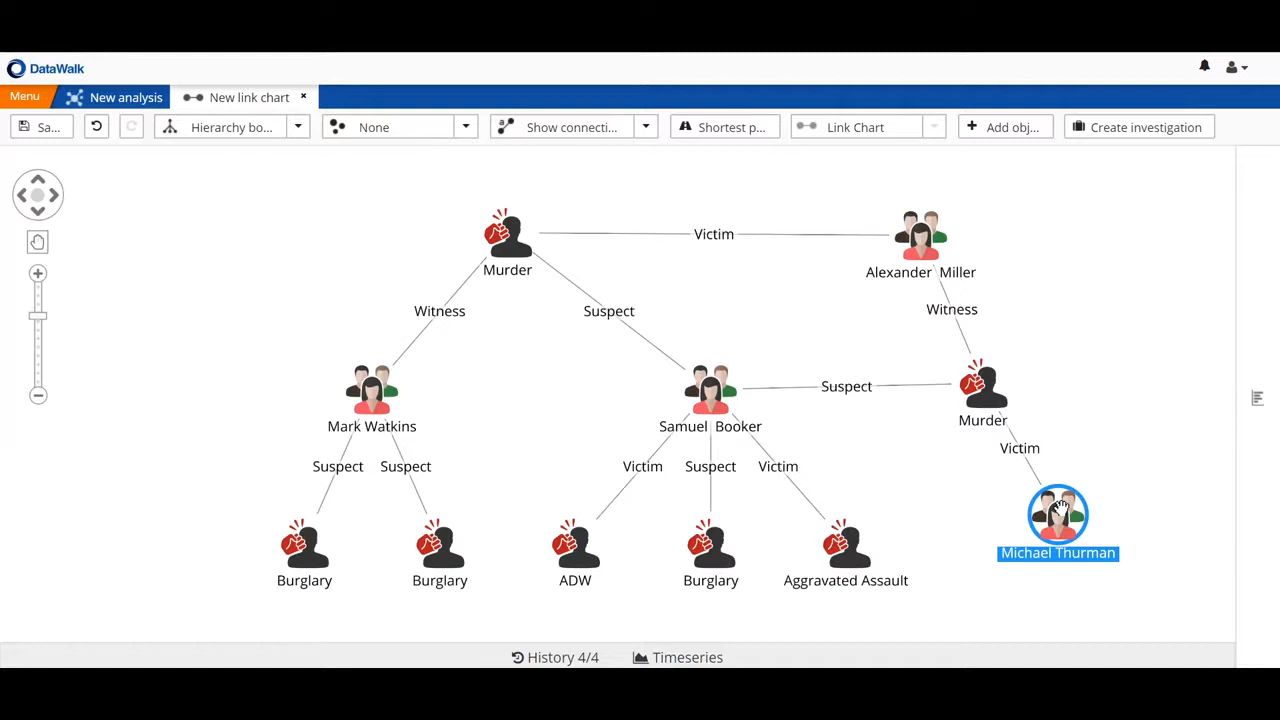 DataWalk
Menu
New analysis
New link chart
Sa...
Hierarchy bo...
None
Show connecti...
Shortest p...
Link Chart
Add obj...
Create investigation
Victim
Murder
Alexander Miller
Witness
Suspect
Witness
Suspect
Murder
Mark Watkins
Samuel Booker
Victim
Suspect
Suspect
Victim
Suspect
Victim
Michael Thurman
Burglary
Burglary
ADW
Burglary
Aggravated Assault
History 4/4
Timeseries